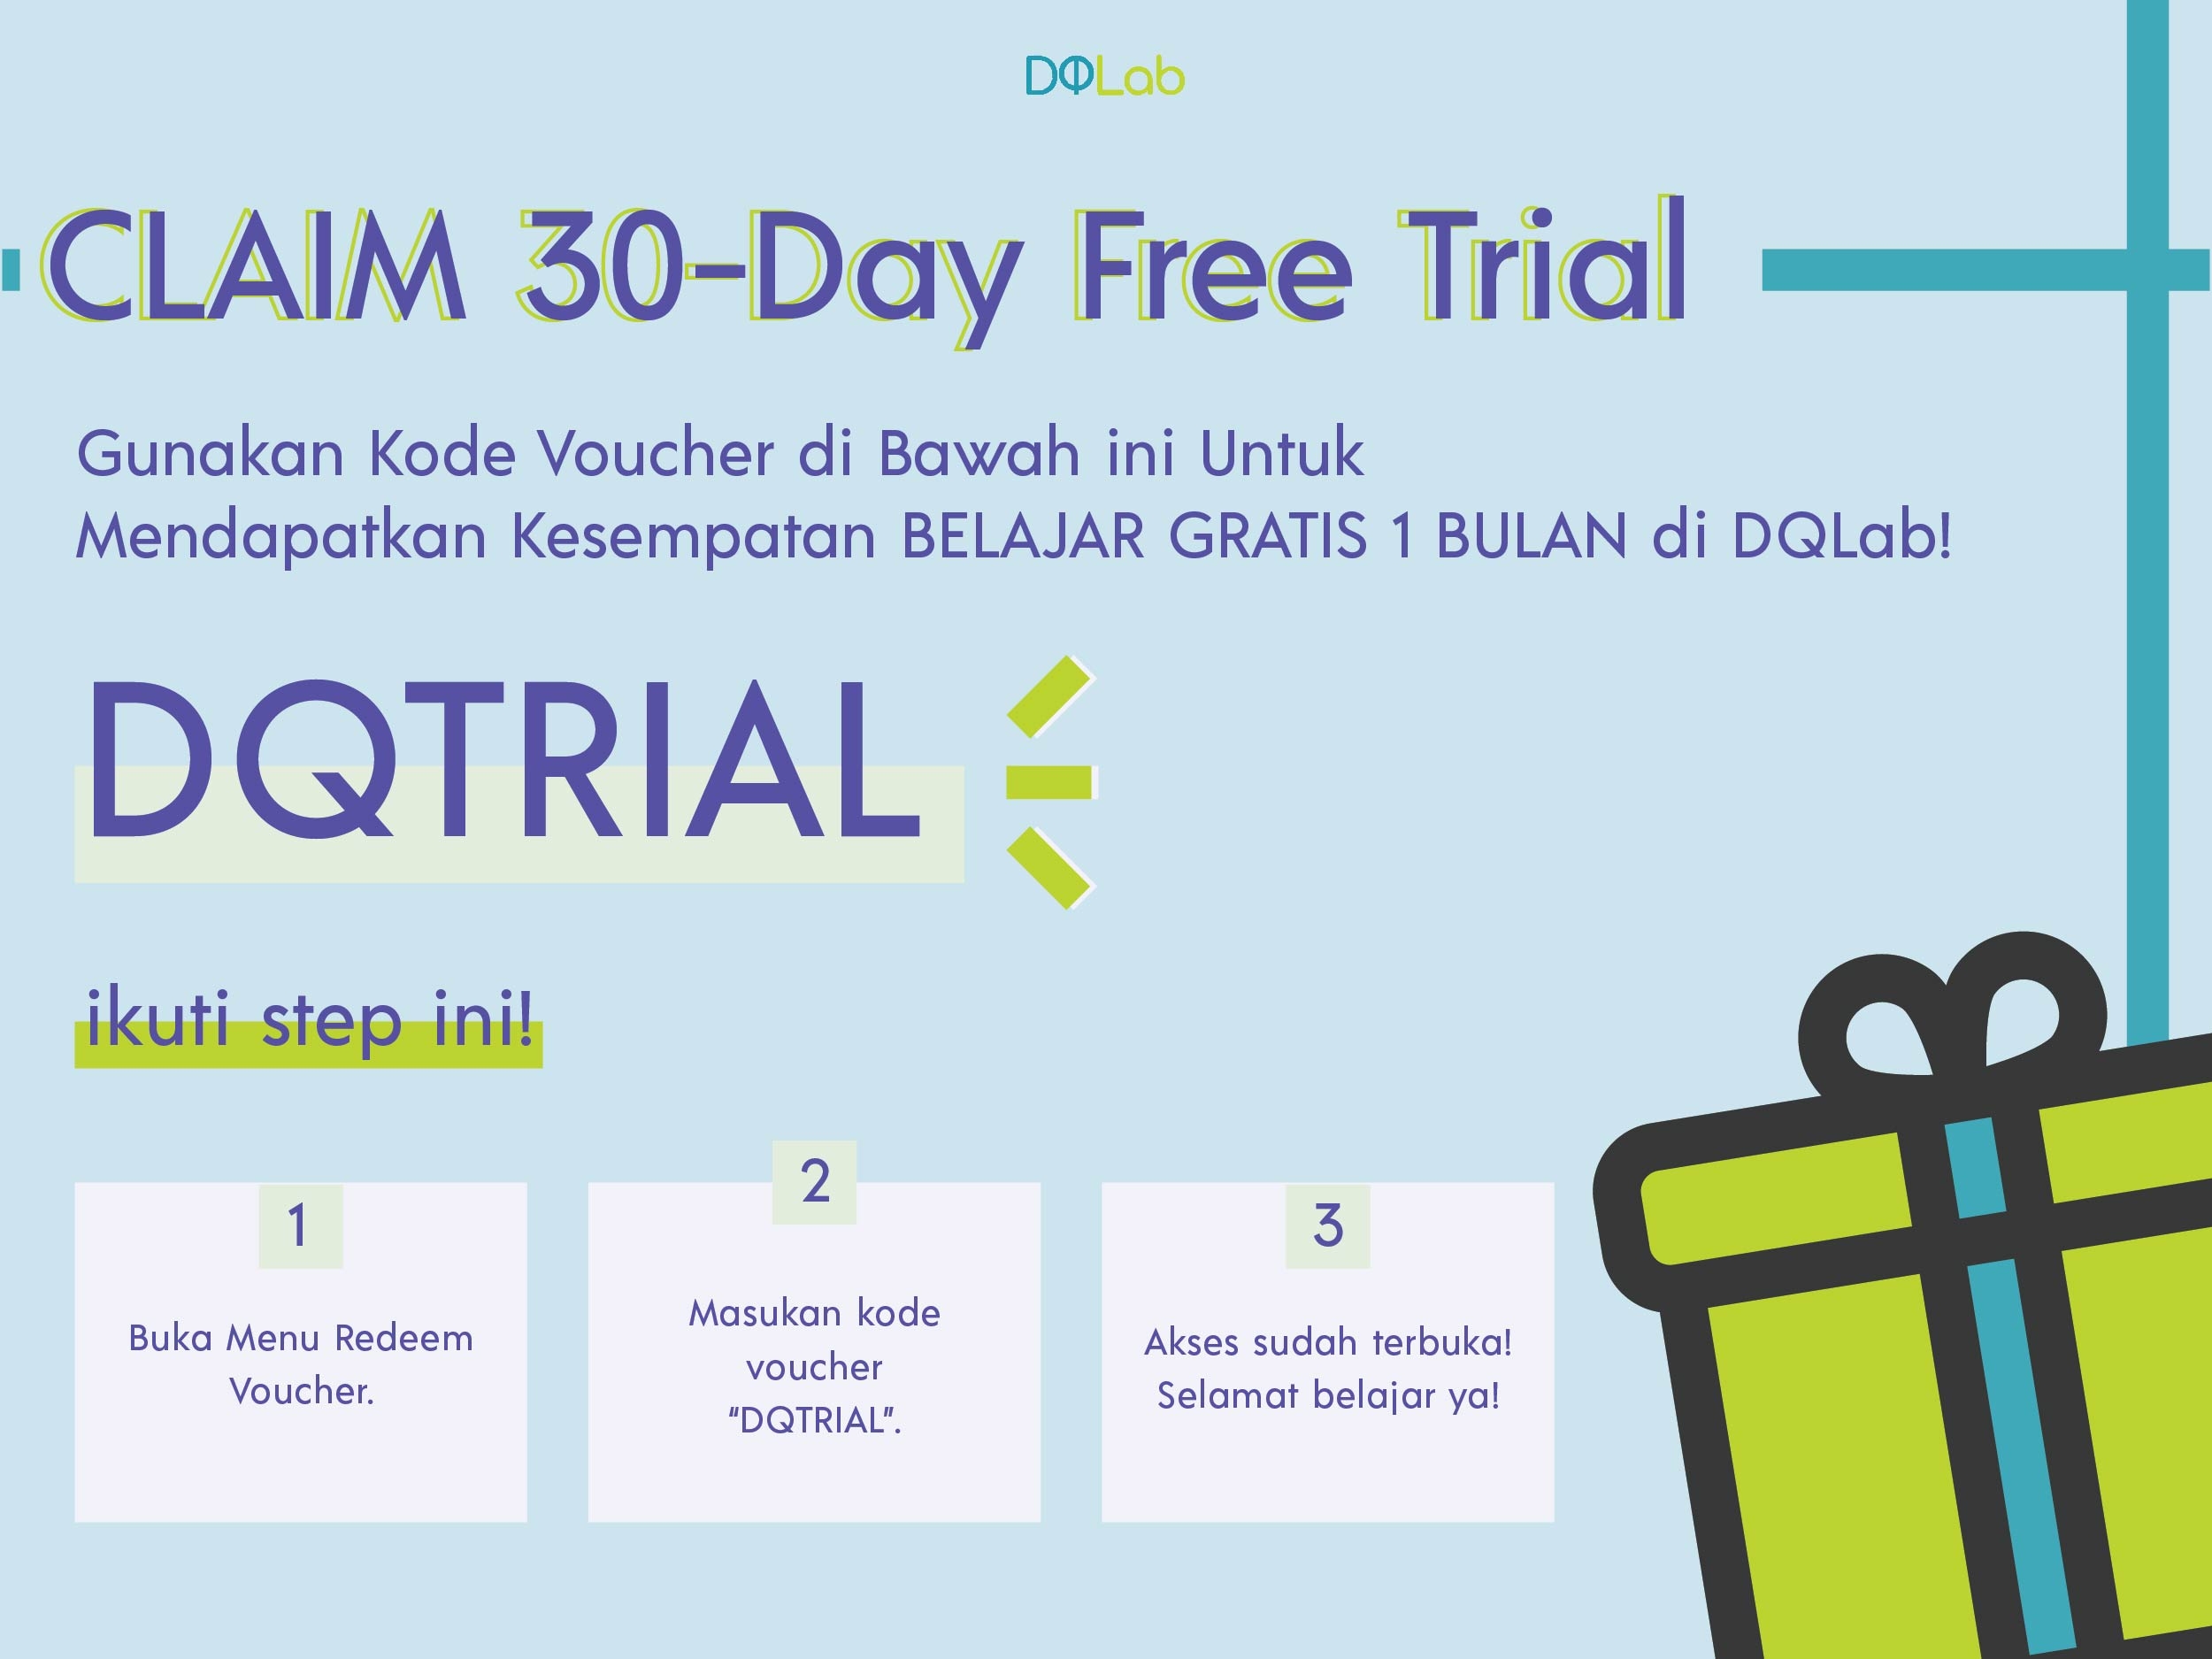 DQLab
CLAIM 30-Day Free Trial
Gunakan Kode Voucher di Bawah ini Untuk
Mendapatkan Kesempatan BELAJAR GRATIS 1 BULAN di DQLab!
DQTRIAL
ikuti step ini!
1
Buka Menu Redeem
Voucher.
2
Masukan kode
voucher
“DQTRIAL”.
3
Akses sudah terbuka!
Selamat belajar ya!